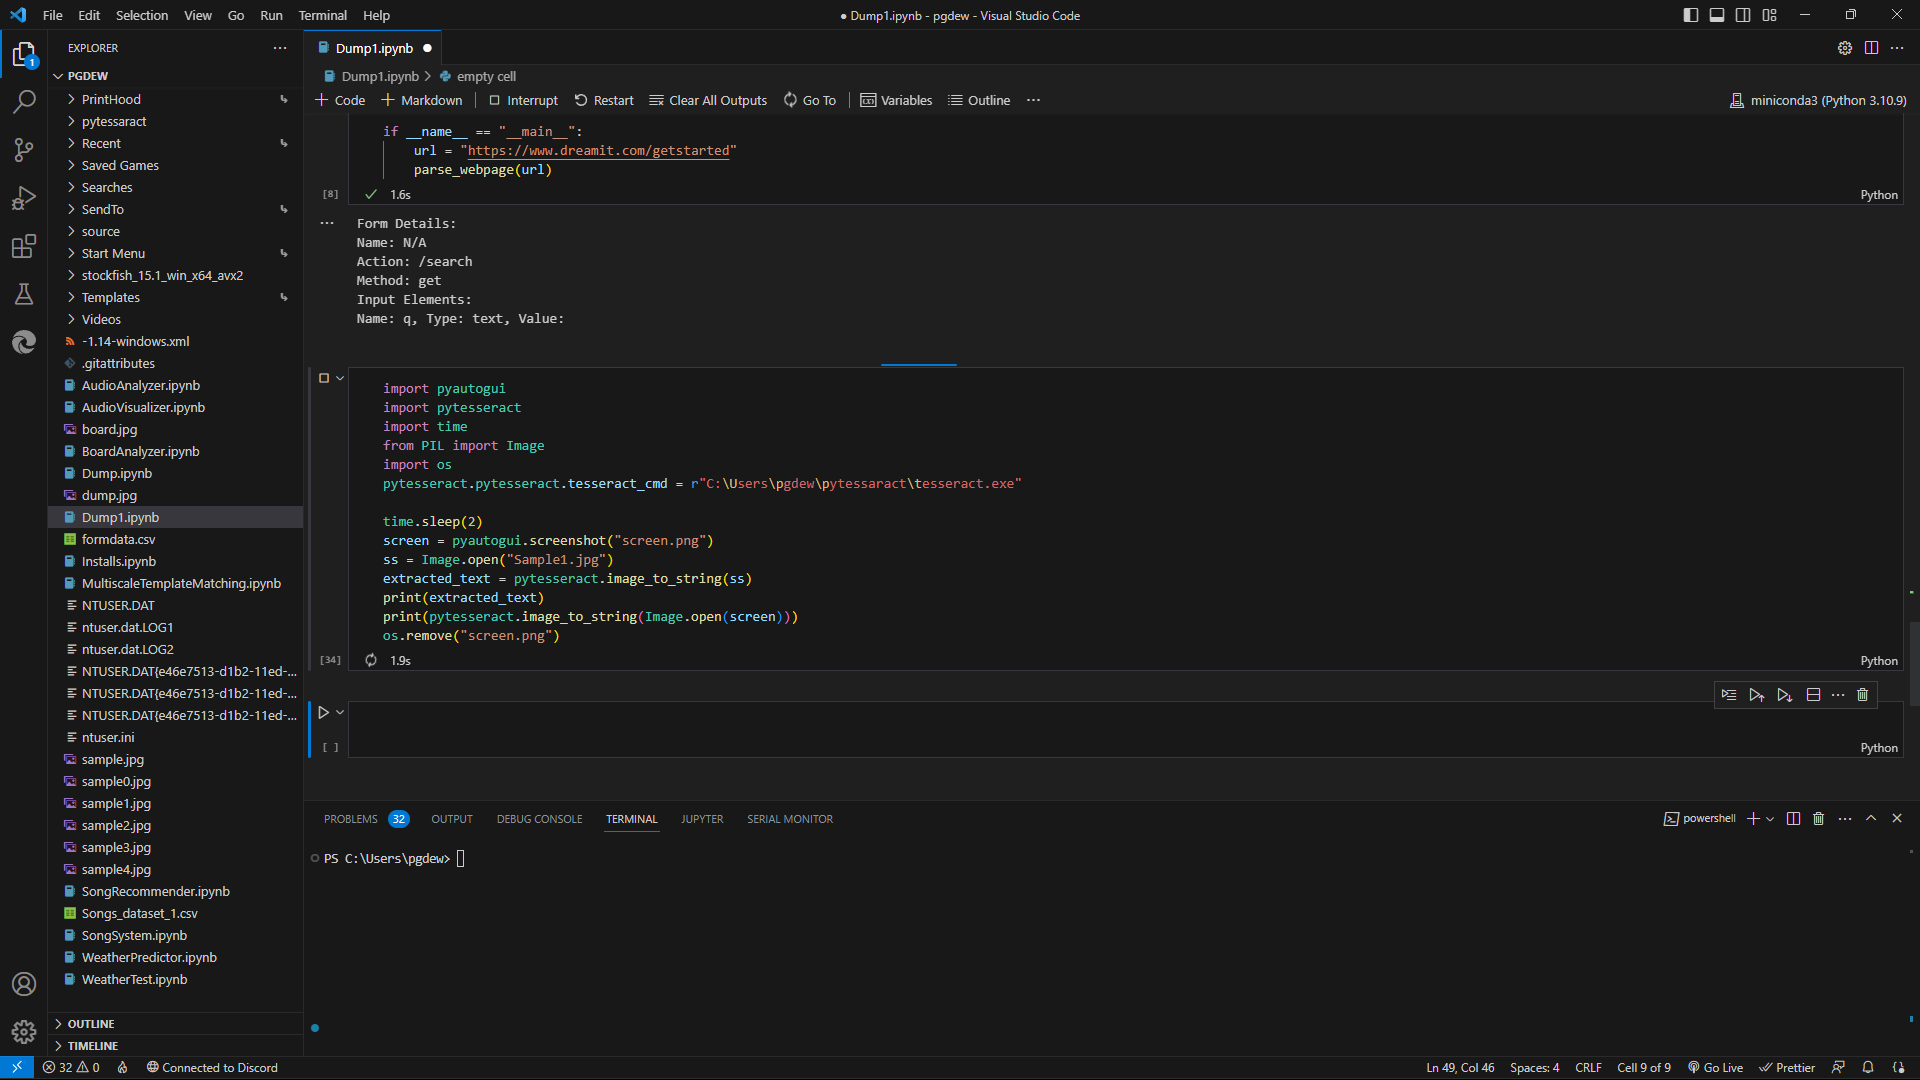 File Edit Selection View Go Run Terminal Help
● Dump1.ipynb - pgdew - Visual Studio Code
EXPLORER
PGDEW
PrintHood
pytessaract
Recent
Saved Games
Searches
SendTo
source
Start Menu
stockfish_15.1_win_x64_avx2
Templates
Videos
-1.14-windows.xml
.gitattributes
AudioAnalyzer.ipynb
AudioVisualizer.ipynb
board.jpg
BoardAnalyzer.ipynb
Dump.ipynb
dump.jpg
Dump1.ipynb
formdata.csv
Installs.ipynb
MultiscaleTemplateMatching.ipynb
NTUSER.DAT
ntuser.dat.LOG1
ntuser.dat.LOG2
NTUSER.DAT{e46e7513-d1b2-11ed-...
NTUSER.DAT{e46e7513-d1b2-11ed-...
NTUSER.DAT{e46e7513-d1b2-11ed-...
ntuser.ini
sample.jpg
sample0.jpg
sample1.jpg
sample2.jpg
sample3.jpg
sample4.jpg
SongRecommender.ipynb
Songs_dataset_1.csv
SongSystem.ipynb
WeatherPredictor.ipynb
WeatherTest.ipynb
OUTLINE
TIMELINE
1
Dump1.ipynb ●
Dump1.ipynb > empty cell
+ Code + Markdown Interrupt Restart Clear All Outputs Go To Variables Outline ...
miniconda3 (Python 3.10.9)
if __name__ == "__main__":
url = "https://www.dreamit.com/getstarted"
parse_webpage(url)
[8] ✓ 1.6s Python
... Form Details:
Name: N/A
Action: /search
Method: get
Input Elements:
Name: q, Type: text, Value:
import pyautogui
import pytesseract
import time
from PIL import Image
import os
pytesseract.pytesseract.tesseract_cmd = r"C:\Users\pgdew\pytessaract\tesseract.exe"
time.sleep(2)
screen = pyautogui.screenshot("screen.png")
ss = Image.open("Sample1.jpg")
extracted_text = pytesseract.image_to_string(ss)
print(extracted_text)
print(pytesseract.image_to_string(Image.open(screen)))
os.remove("screen.png")
[34] 1.9s Python
[ ] Python
PROBLEMS 32 OUTPUT DEBUG CONSOLE TERMINAL JUPYTER SERIAL MONITOR
powershell
PS C:\Users\pgdew>
32 0 Connected to Discord
Ln 49, Col 46 Spaces: 4 CRLF Cell 9 of 9 Go Live Prettier